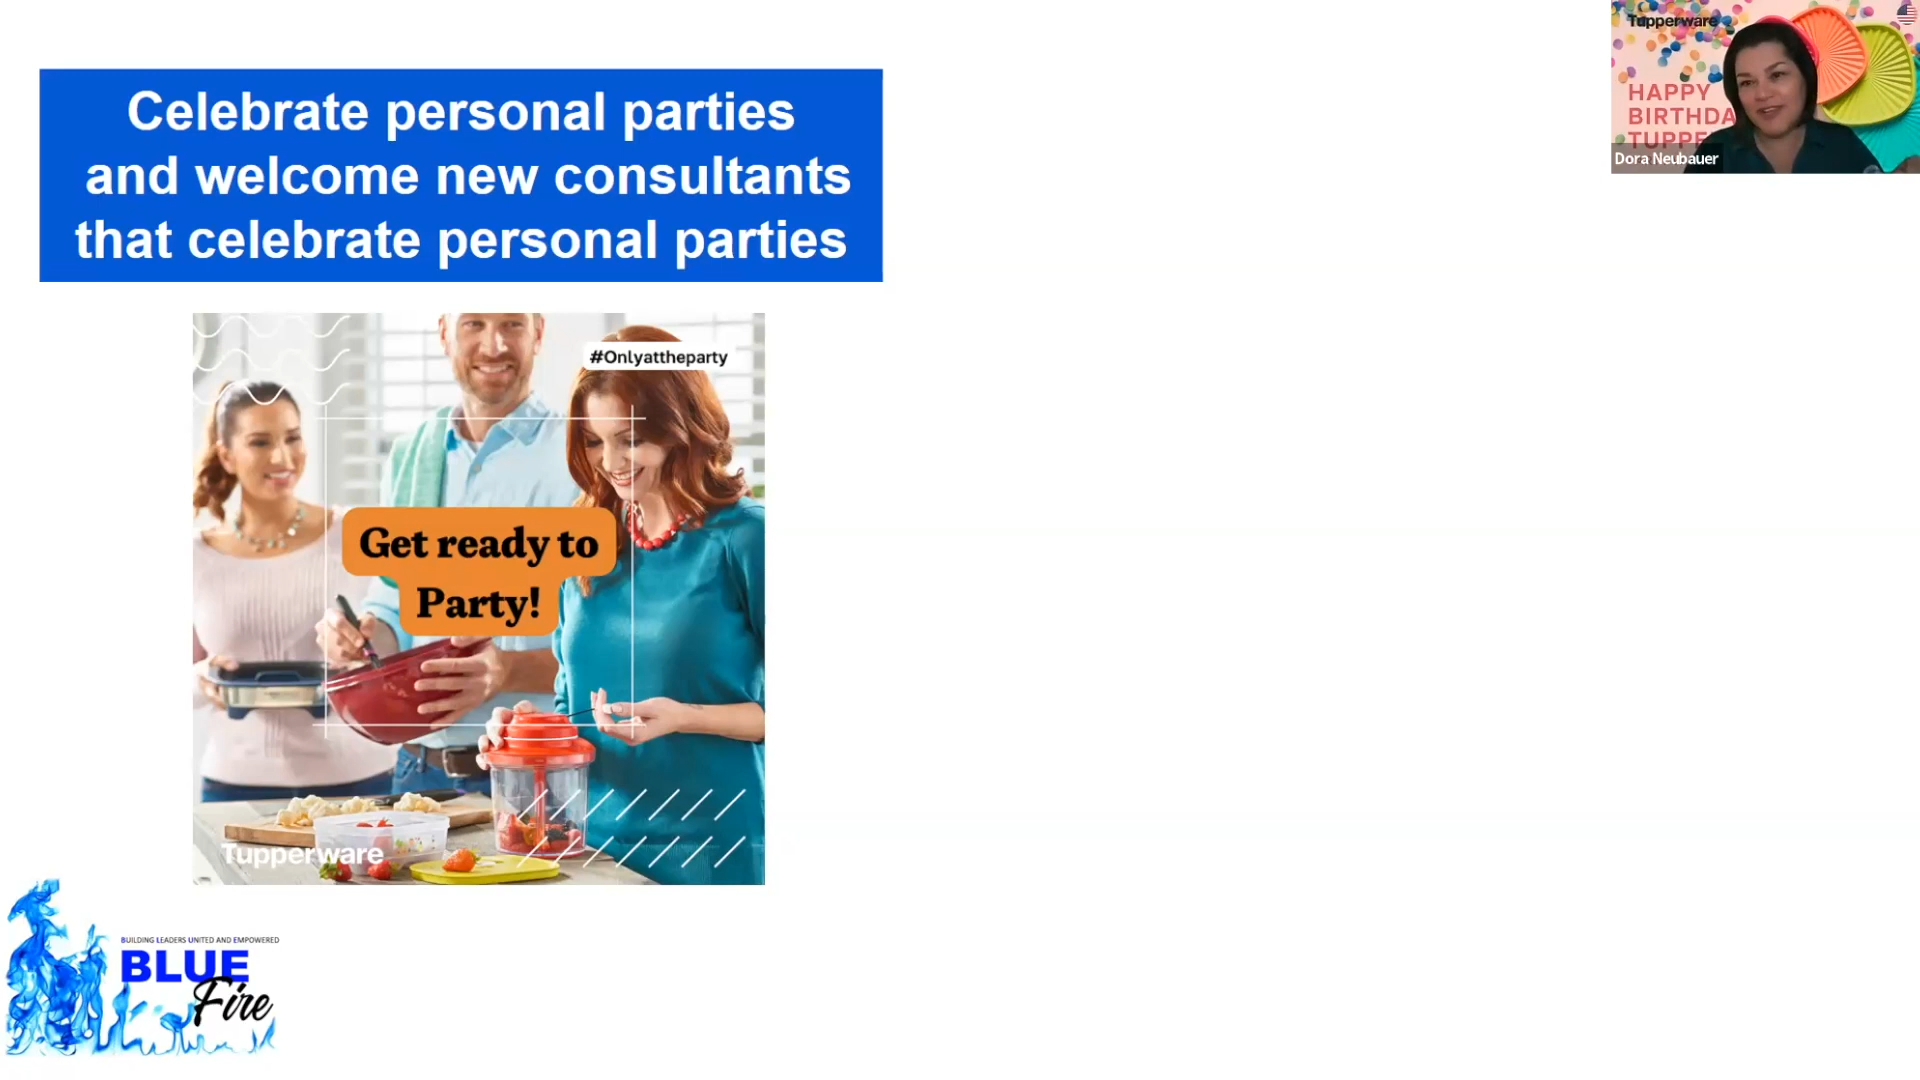 Celebrate personal parties
and welcome new consultants
that celebrate personal parties
#Onlyattheparty
Get ready to
Party!
Tupperware
BUILDING LEADERS UNITED AND EMPOWERED
BLUE
Fire
Tupperware
HAPPY
BIRTHDA
TUPPE
Dora Neubauer